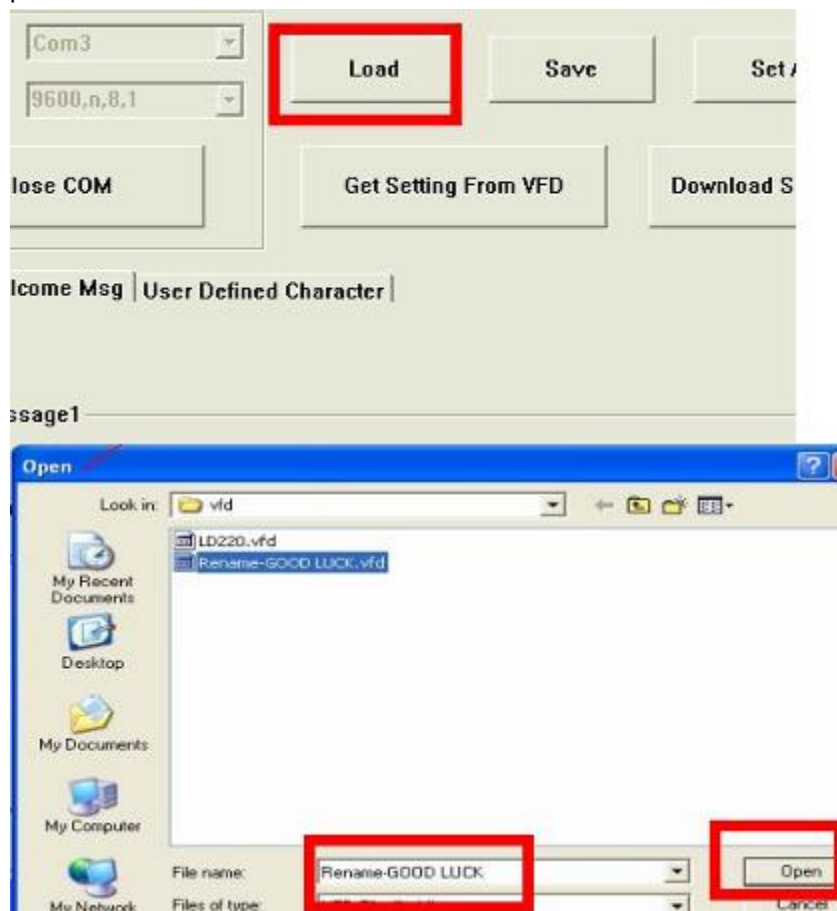 Com3
Load Save Set
9600,n,8,1
lose COM Get Setting From VFD Download S
lcome Msg User Defined Character
ssage1
Open
Look in: vfd
LD220.vfd
Rename-GOOD LUCK.vfd
My Recent
Documents
Desktop
My Documents
My Computer
File name: Rename-GOOD LUCK Open
My Network Files of type: Cancel